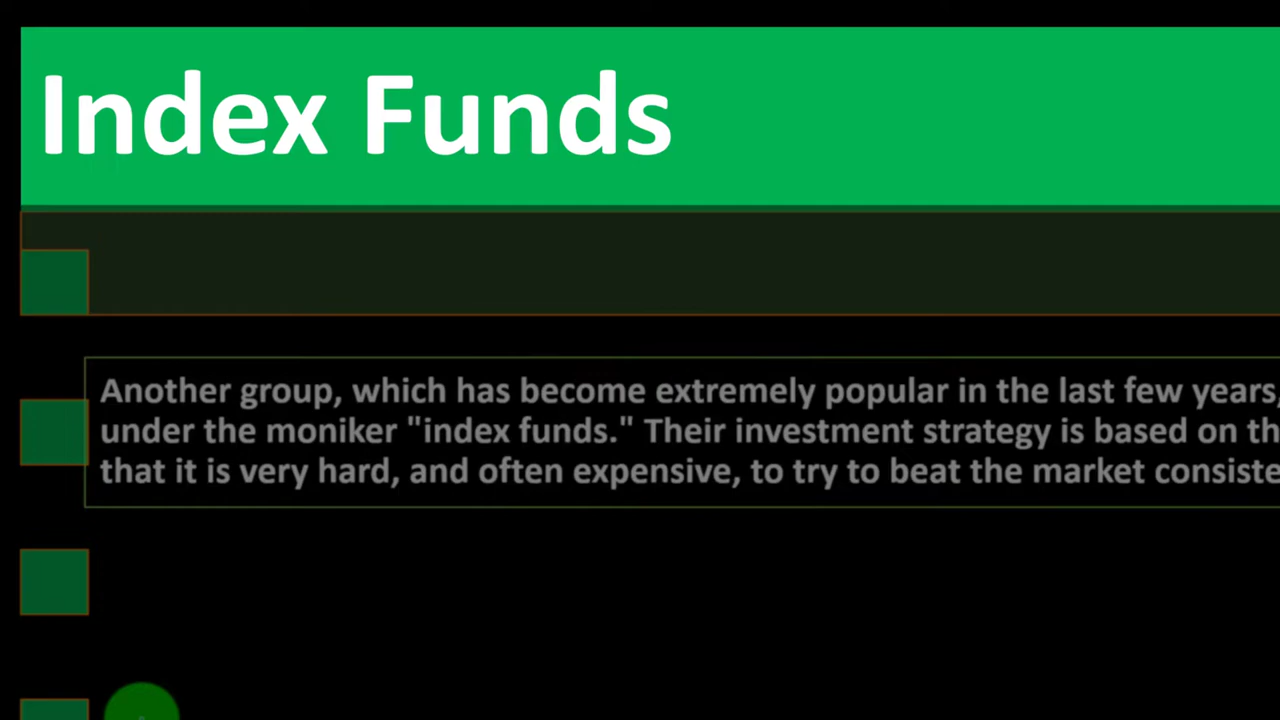 Index Funds
Another group, which has become extremely popular in the last few years,
under the moniker "index funds." Their investment strategy is based on
that it is very hard, and often expensive, to try to beat the market